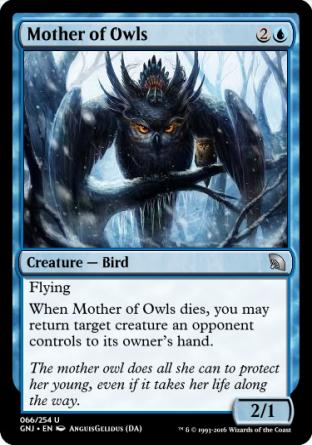 Mother of Owls 2
Creature — Bird
Flying
When Mother of Owls dies, you may
return target creature an opponent
controls to its owner's hand.
The mother owl does all she can to protect
her young, even if it takes her life along
the way.
2/1
066/254 U
GNJ • EN AnguisGelidus (DA)
™ & © 1993-2016 Wizards of the Coast